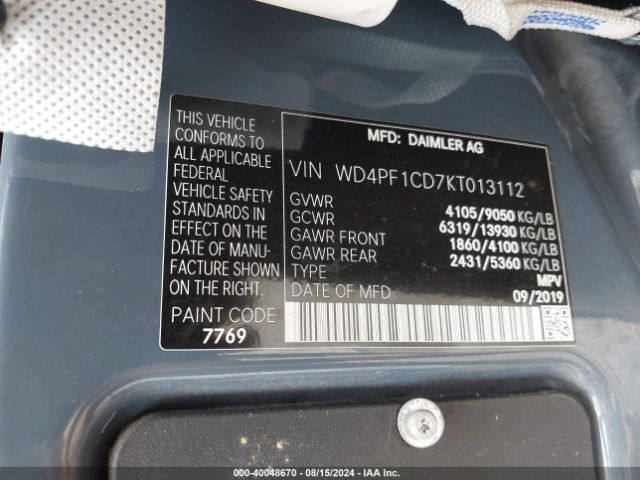 THIS VEHICLE
CONFORMS TO
ALL APPLICABLE
FEDERAL
VEHICLE SAFETY
STANDARDS IN
EFFECT ON THE
DATE OF MANU-
FACTURE SHOWN
ON THE RIGHT.
PAINT CODE
7769
MFD: DAIMLER AG
VIN WD4PF1CD7KT013112
GVWR 4105/9050 KG/LB
GCWR 6319/13930 KG/LB
GAWR FRONT 1860/4100 KG/LB
GAWR REAR 2431/5360 KG/LB
TYPE MPV
DATE OF MFD 09/2019
000-40048670 - 08/15/2024 - IAAI.COM